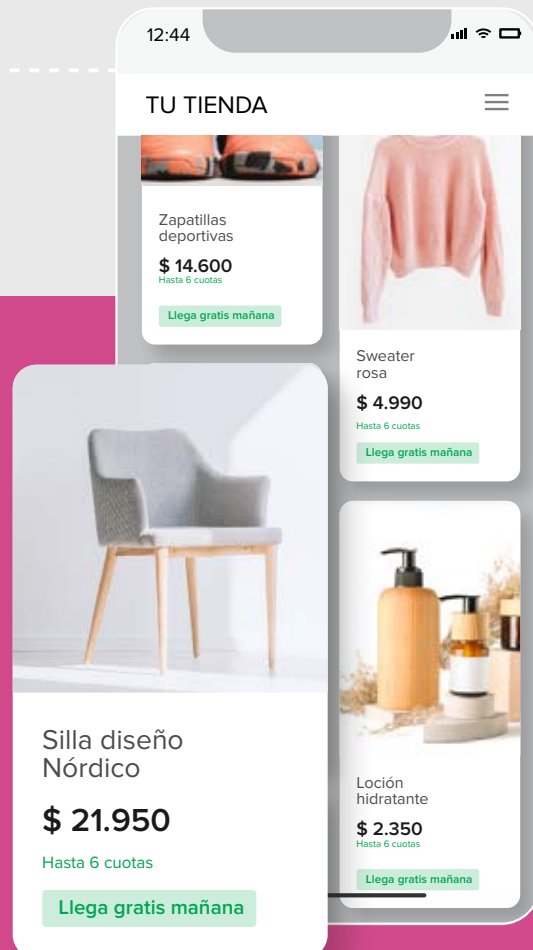 12:44
TU TIENDA
Zapatillas
deportivas
$ 14.600
Hasta 6 cuotas
Llega gratis mañana
Sweater
rosa
$ 4.990
Hasta 6 cuotas
Llega gratis mañana
Silla diseño
Nórdico
$ 21.950
Hasta 6 cuotas
Llega gratis mañana
Loción
hidratante
$ 2.350
Hasta 6 cuotas
Llega gratis mañana